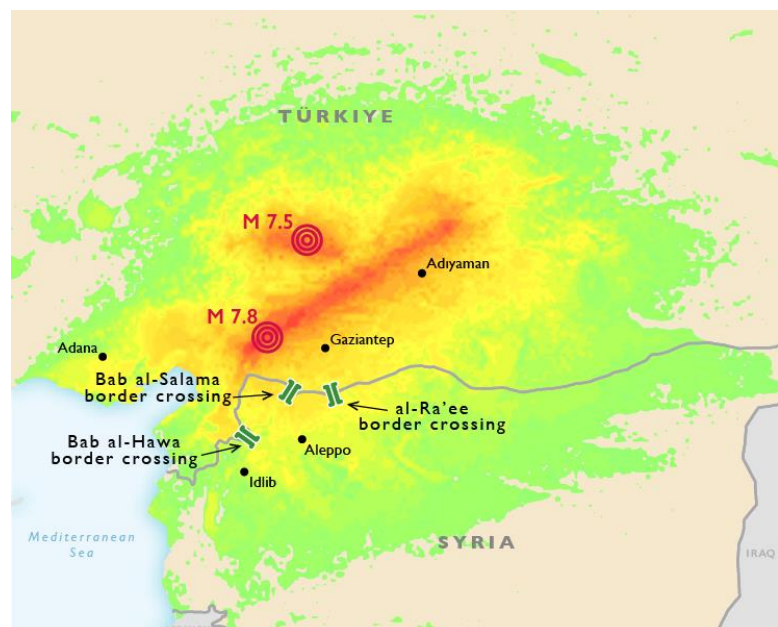 TÜRKIYE
M 7.5
Adıyaman
M 7.8
Gaziantep
Adana
Bab al-Salama
border crossing
al-Ra'ee
border crossing
Bab al-Hawa
border crossing
Aleppo
Idlib
Mediterranean
Sea
SYRIA
IRAQ